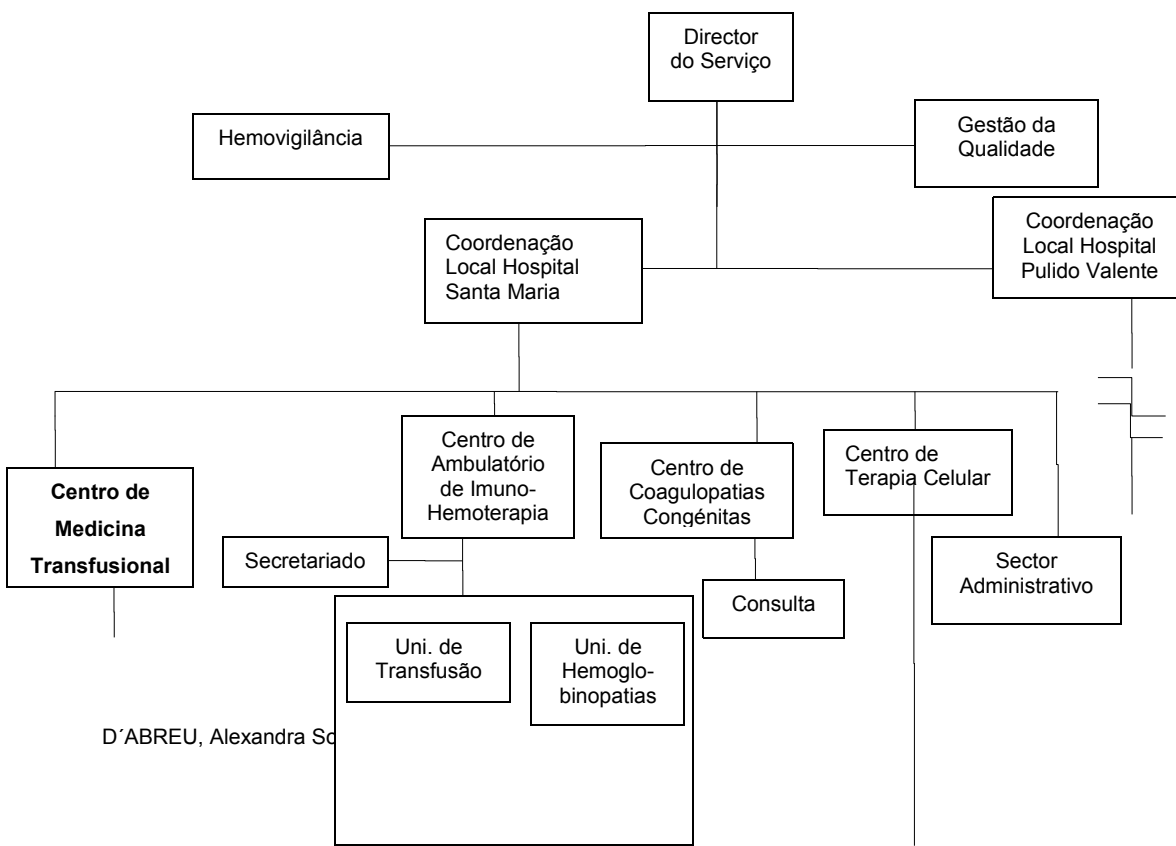 Director
do Serviço
Hemovigilância
Gestão da
Qualidade
Coordenação
Local Hospital
Santa Maria
Coordenação
Local Hospital
Pulido Valente
Centro de
Medicina
Transfusional
Centro de
Ambulatório
de Imuno-
Hemoterapia
Centro de
Coagulopatias
Congénitas
Centro de
Terapia Celular
Secretariado
Consulta
Sector
Administrativo
Uni. de
Transfusão
Uni. de
Hemoglo-
binopatias
D´ABREU, Alexandra